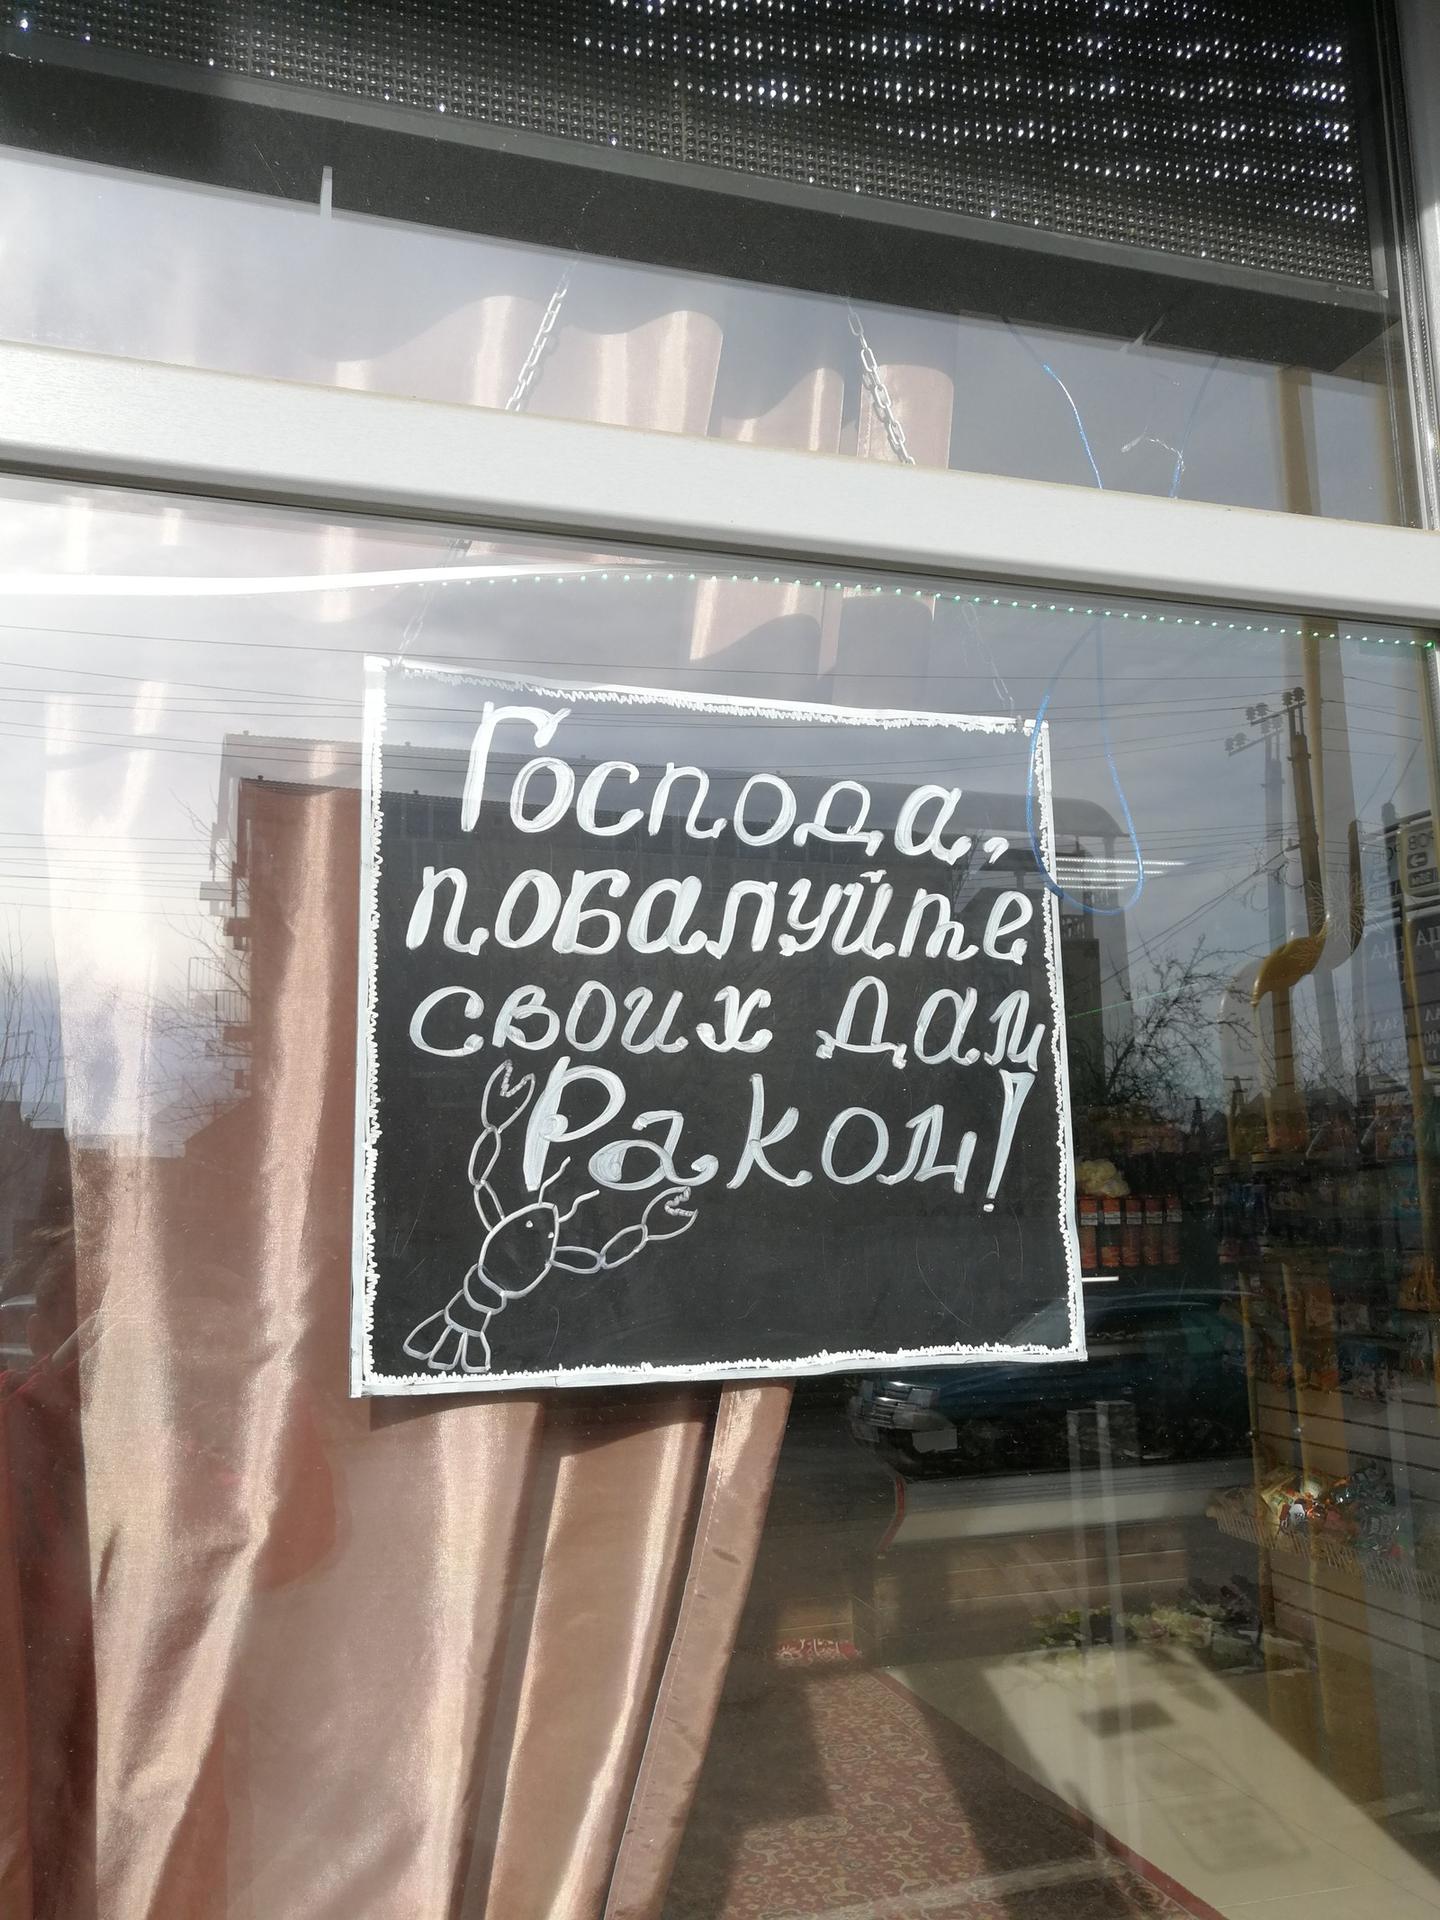 Господа,
побалуйте
своих дам
Раком!